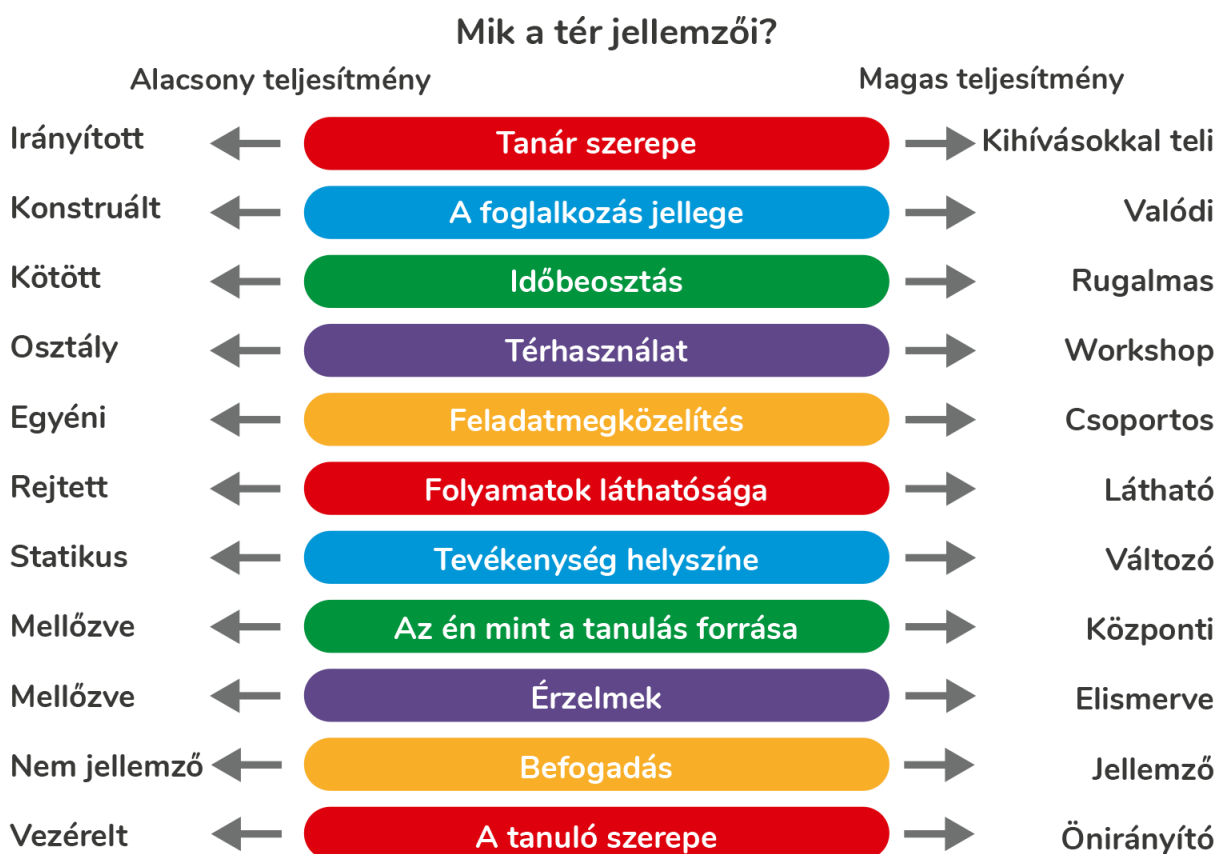 Mik a tér jellemzői?
Alacsony teljesítmény Magas teljesítmény
Irányított Tanár szerepe Kihívásokkal teli
Konstruált A foglalkozás jellege Valódi
Kötött Időbeosztás Rugalmas
Osztály Térhasználat Workshop
Egyéni Feladatmegközelítés Csoportos
Rejtett Folyamatok láthatósága Látható
Statikus Tevékenység helyszíne Változó
Mellőzve Az én mint a tanulás forrása Központi
Mellőzve Érzelmek Elismerve
Nem jellemző Befogadás Jellemző
Vezérelt A tanuló szerepe Önirányító